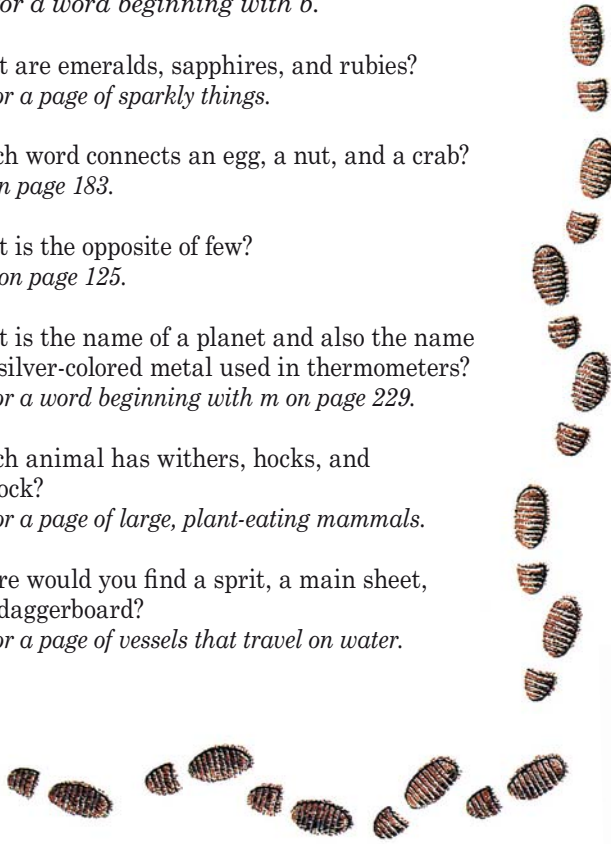 or a word beginning with b.
t are emeralds, sapphires, and rubies?
or a page of sparkly things.
ch word connects an egg, a nut, and a crab?
n page 183.
t is the opposite of few?
on page 125.
t is the name of a planet and also the name
silver-colored metal used in thermometers?
or a word beginning with m on page 229.
ch animal has withers, hocks, and
ock?
or a page of large, plant-eating mammals.
re would you find a sprit, a main sheet,
daggerboard?
or a page of vessels that travel on water.